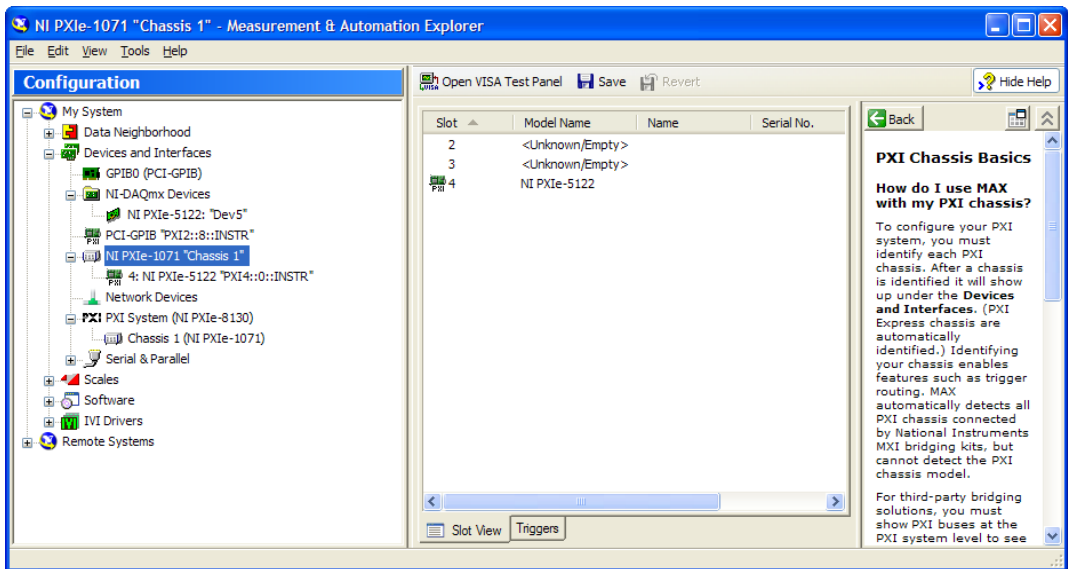 NI PXIe-1071 "Chassis 1" - Measurement & Automation Explorer
File Edit View Tools Help
Configuration
My System
Data Neighborhood
Devices and Interfaces
GPIB0 (PCI-GPIB)
NI-DAQmx Devices
NI PXIe-5122: "Dev5"
PCI-GPIB "PXI2::8::INSTR"
NI PXIe-1071 "Chassis 1"
4: NI PXIe-5122 "PXI4::0::INSTR"
Network Devices
PXI PXI System (NI PXIe-8130)
Chassis 1 (NI PXIe-1071)
Serial & Parallel
Scales
Software
IVI Drivers
Remote Systems
Open VISA Test Panel Save Revert
Hide Help
Slot Model Name Name Serial No.
2 <Unknown/Empty>
3 <Unknown/Empty>
4 NI PXIe-5122
Slot View Triggers
Back
PXI Chassis Basics
How do I use MAX
with my PXI chassis?
To configure your PXI
system, you must
identify each PXI
chassis. After a chassis
is identified it will show
up under the Devices
and Interfaces. (PXI
Express chassis are
automatically
identified.) Identifying
your chassis enables
features such as trigger
routing. MAX
automatically detects all
PXI chassis connected
by National Instruments
MXI bridging kits, but
cannot detect the PXI
chassis model.
For third-party bridging
solutions, you must
show PXI buses at the
PXI system level to see